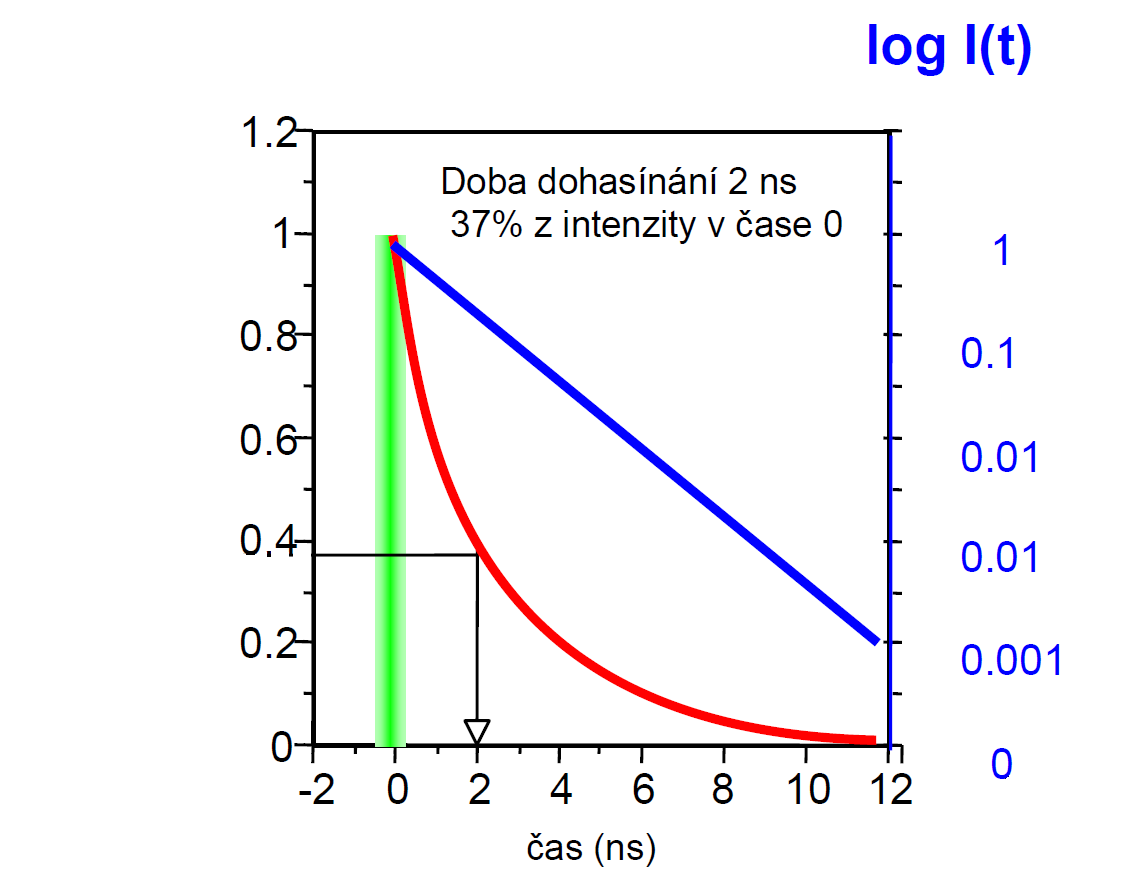 log I(t)
1.2
Doba dohasínání 2 ns
37% z intenzity v čase 0
1
1
0.8
0.1
0.6
0.01
0.4
0.01
0.2
0.001
0
0
-2 0 2 4 6 8 10 12
čas (ns)